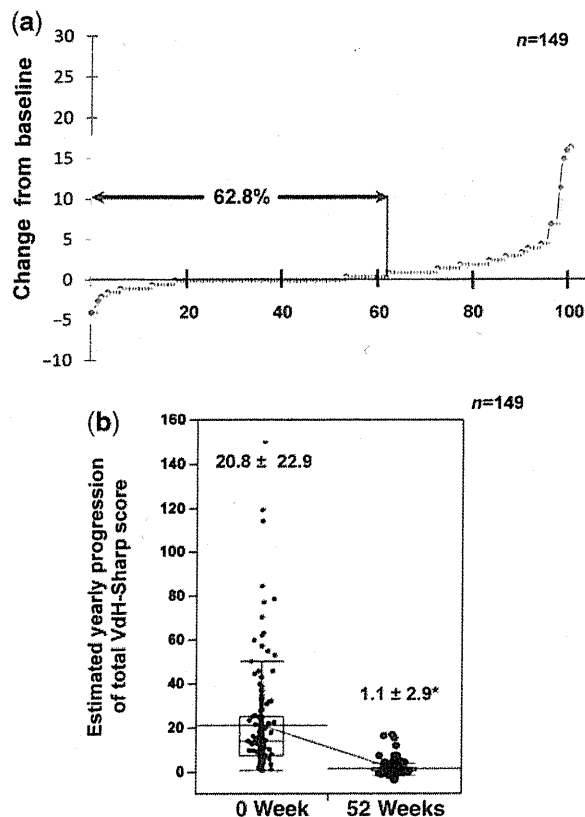 (a)
n=149
Change from baseline
30
25
20
15
10
5
0
−5
−10
62.8%
20
40
60
80
100
(b)
n=149
Estimated yearly progression
of total VdH-Sharp score
160
140
120
100
80
60
40
20
0
20.8 ± 22.9
1.1 ± 2.9*
0 Week
52 Weeks